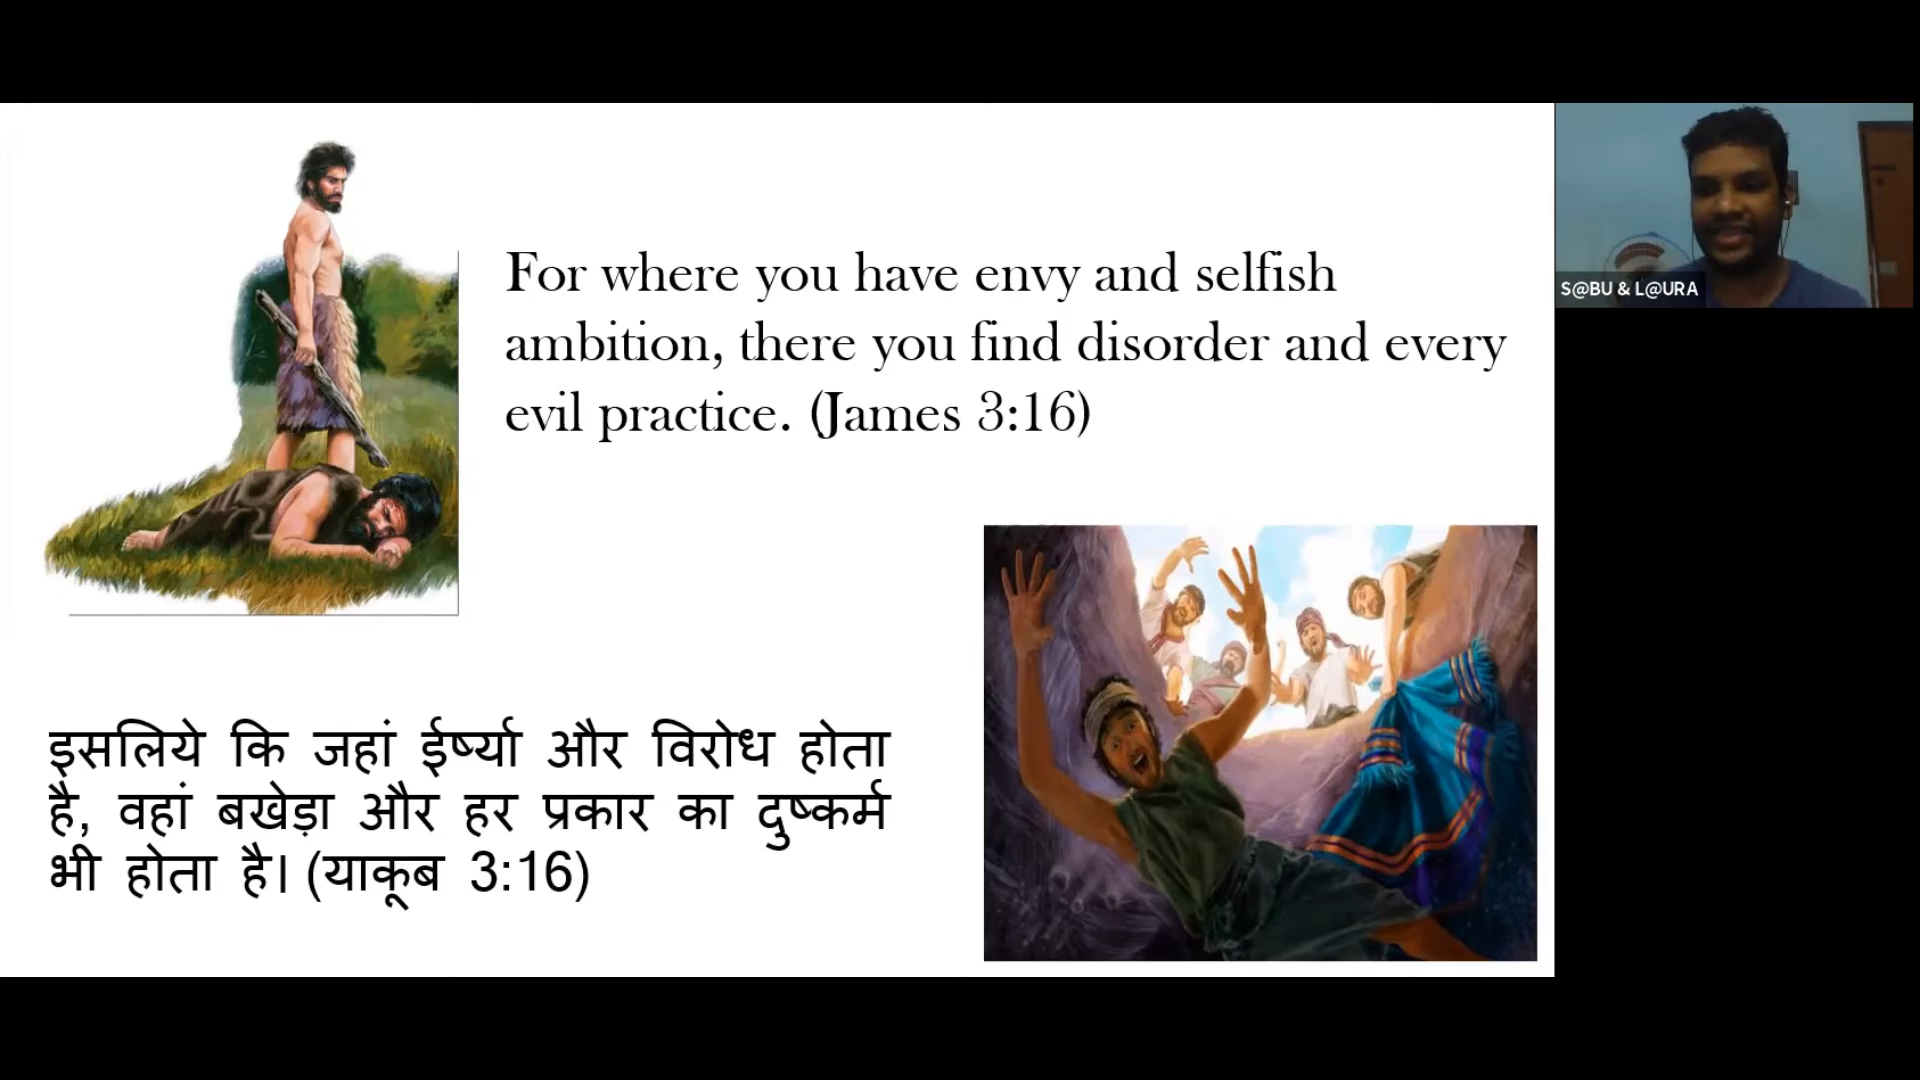 For where you have envy and selfish
ambition, there you find disorder and every
evil practice. (James 3:16)
S@BU & L@URA
इसलिये कि जहां ईर्ष्या और विरोध होता
है, वहां बखेड़ा और हर प्रकार का दुष्कर्म
भी होता है। (याकूब 3:16)